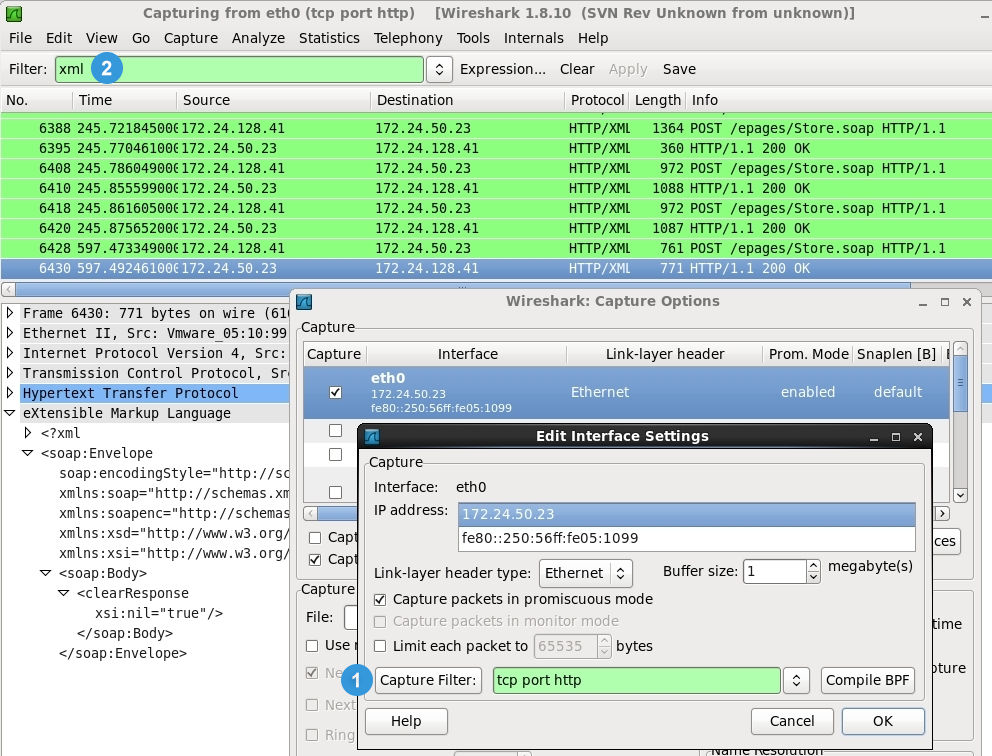 Capturing from eth0 (tcp port http)    [Wireshark 1.8.10  (SVN Rev Unknown from unknown)]
File Edit View Go Capture Analyze Statistics Telephony Tools Internals Help
Filter: xml 2 Expression... Clear Apply Save
No. Time Source Destination Protocol Length Info
6388 245.721845000 172.24.128.41 172.24.50.23 HTTP/XML 1364 POST /epages/Store.soap HTTP/1.1
6395 245.770461000 172.24.50.23 172.24.128.41 HTTP/XML 360 HTTP/1.1 200 OK
6408 245.786049000 172.24.128.41 172.24.50.23 HTTP/XML 972 POST /epages/Store.soap HTTP/1.1
6410 245.855599000 172.24.50.23 172.24.128.41 HTTP/XML 1088 HTTP/1.1 200 OK
6418 245.861605000 172.24.128.41 172.24.50.23 HTTP/XML 972 POST /epages/Store.soap HTTP/1.1
6420 245.875652000 172.24.50.23 172.24.128.41 HTTP/XML 1087 HTTP/1.1 200 OK
6428 597.473349000 172.24.128.41 172.24.50.23 HTTP/XML 761 POST /epages/Store.soap HTTP/1.1
6430 597.492461000 172.24.50.23 172.24.128.41 HTTP/XML 771 HTTP/1.1 200 OK
Frame 6430: 771 bytes on wire (616
Ethernet II, Src: Vmware_05:10:99
Internet Protocol Version 4, Src:
Transmission Control Protocol, Src
Hypertext Transfer Protocol
eXtensible Markup Language
<?xml
<soap:Envelope
soap:encodingStyle="http://sc
xmlns:soap="http://schemas.xm
xmlns:soapenc="http://schemas
xmlns:xsd="http://www.w3.org/
xmlns:xsi="http://www.w3.org/
<soap:Body>
<clearResponse
xsi:nil="true"/>
</soap:Body>
</soap:Envelope>
Wireshark: Capture Options
Capture
Capture Interface Link-layer header Prom. Mode Snaplen [B]
eth0
172.24.50.23
fe80::250:56ff:fe05:1099
Ethernet enabled default
Capt
Capt
ces
Capture
File:
Use
Next
Ring
time
pture
Name Resolution
Edit Interface Settings
Capture
Interface: eth0
IP address: 172.24.50.23
fe80::250:56ff:fe05:1099
Link-layer header type: Ethernet Buffer size: 1 megabyte(s)
Capture packets in promiscuous mode
Capture packets in monitor mode
Limit each packet to 65535 bytes
1 Capture Filter: tcp port http Compile BPF
Help Cancel OK